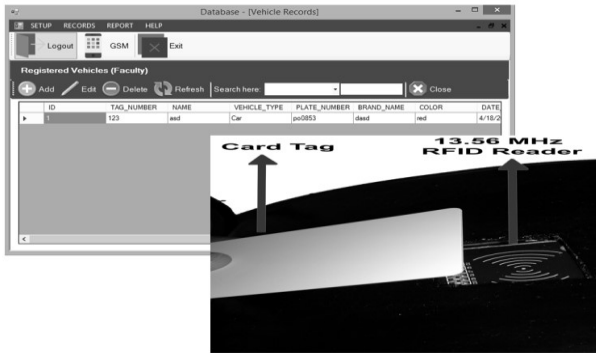 Database - [Vehicle Records]
SETUP RECORDS REPORT HELP
Logout GSM Exit
Registered Vehicles (Faculty)
Add Edit Delete Refresh Search here: Close
ID TAG_NUMBER NAME VEHICLE_TYPE PLATE_NUMBER BRAND_NAME COLOR DATE
1 123 asd Car po0853 dasd red 4/18/2
Card Tag
13.56 MHz
RFID Reader